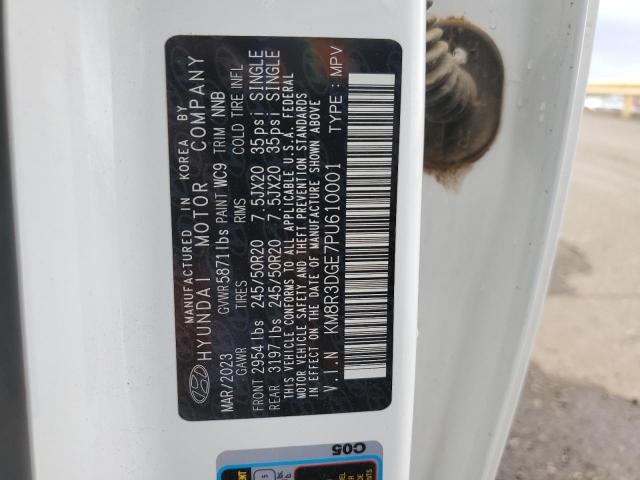 MANUFACTURED IN KOREA BY
HYUNDAI MOTOR COMPANY
MAR/2023 GVWR 5871lbs PAINT WC9 TRIM NNB
GAWR TIRES RIMS COLD TIRE INFL
FRONT 2954 lbs 245/50R20 7.5JX20 35psi SINGLE
REAR 3197 lbs 245/50R20 7.5JX20 35psi SINGLE
THIS VEHICLE CONFORMS TO ALL APPLICABLE U.S.A. FEDERAL
MOTOR VEHICLE SAFETY AND THEFT PREVENTION STANDARDS
IN EFFECT ON THE DATE OF MANUFACTURE SHOWN ABOVE
V.I.N KM8R3DGE7PU610001 TYPE : MPV
C05